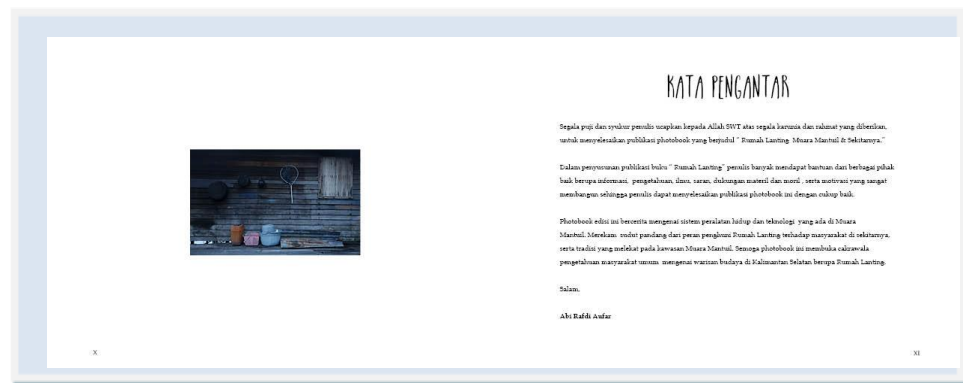 KATA PENGANTAR
Segala puji dan syukur penulis ucapkan kepada Allah SWT atas segala karunia dan rahmat yang diberikan,
untuk menyelesaikan publikasi photobook yang berjudul " Rumah Lanting Muara Mantuil & Sekitarnya."
Dalam penyusunan publikasi buku " Rumah Lanting" penulis banyak mendapat bantuan dari berbagai pihak
baik berupa informasi, pengetahuan, ilmu, saran, dukungan materil dan moril , serta motivasi yang sangat
membangun sehingga penulis dapat menyelesaikan publikasi photobook ini dengan cukup baik.
Photobook edisi ini bercerita mengenai sistem peralatan hidup dan teknologi yang ada di Muara
Mantuil. Merekam sudut pandang dari peran penghuni Rumah Lanting terhadap masyarakat di sekitarnya,
serta tradisi yang melekat pada kawasan Muara Mantuil. Semoga photobook ini membuka cakrawala
pengetahuan masyarakat umum mengenai warisan budaya di Kalimantan Selatan berupa Rumah Lanting.
Salam,
Abi Rafdi Aufar
X
XI